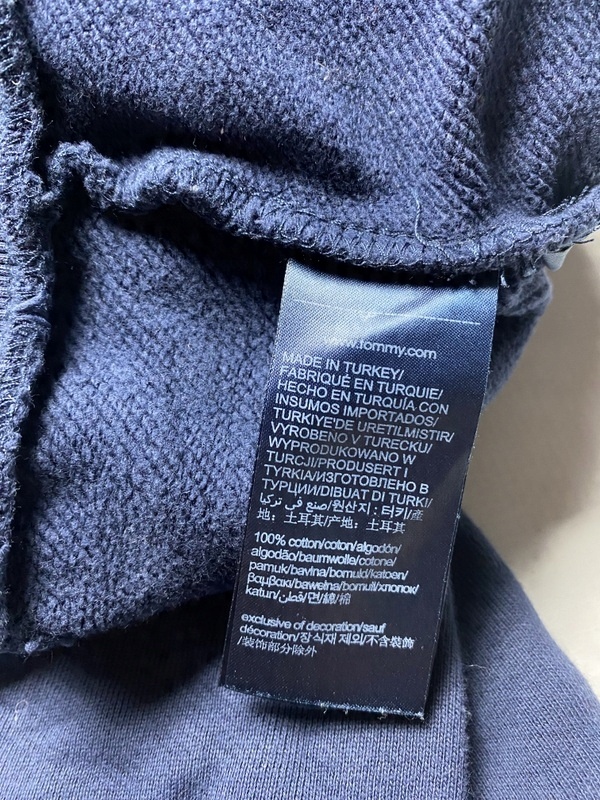 www.tommy.com
MADE IN TURKEY/
FABRIQUÉ EN TURQUIE/
HECHO EN TURQUÍA CON
INSUMOS IMPORTADOS/
TURKIYE'DE URETILMISTIR/
VYROBENO V TURECKU/
WYPRODUKOWANO W
TURCJI/PRODUSERT I
TYRKIA/ИЗГОТОВЛЕНО В
ТУРЦИИ/DIBUAT DI TURKI/
صنع في تركيا/원산지 : 터키/產
地：土耳其/产地：土耳其
100% cotton/coton/algodón/
algodão/baumwolle/cotone/
pamuk/bavlna/bomuld/katoen/
βαμβακι/bawełna/bomull/хлопок/
katun/قطن/면/綿/棉
exclusive of decoration/sauf
décoration/장식재 제외/不含裝飾
/装饰部分除外